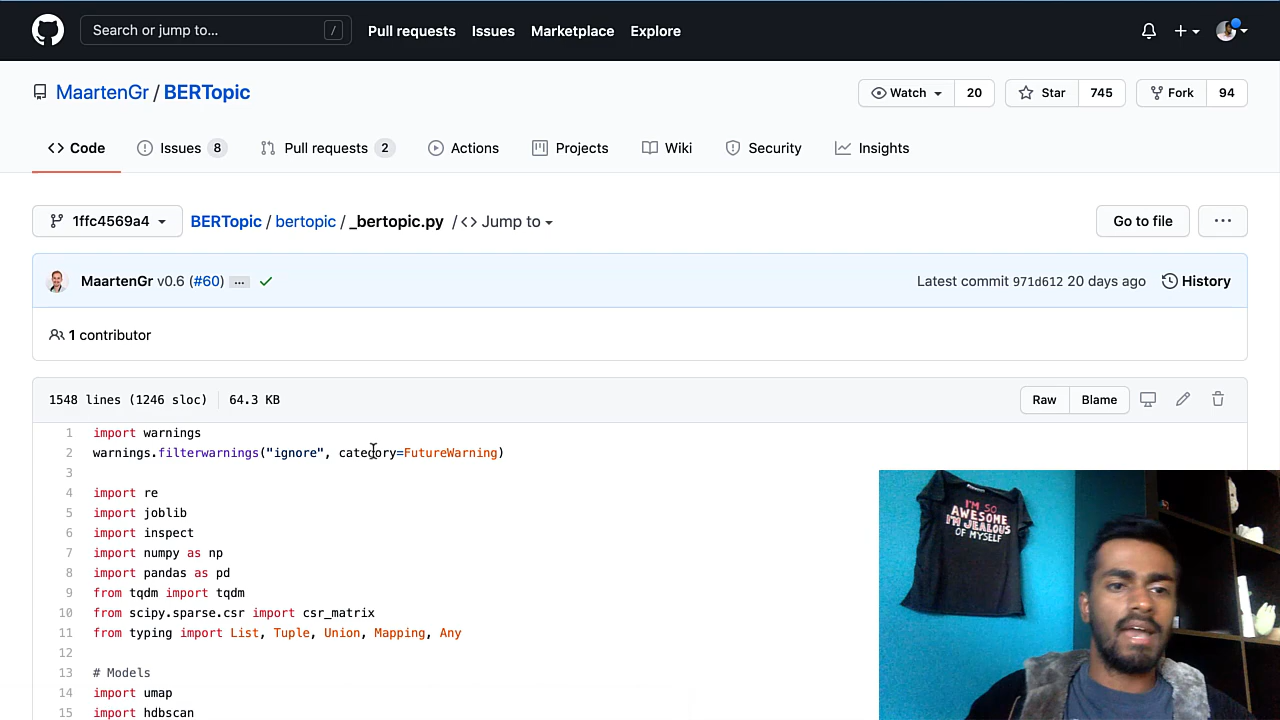 Search or jump to...
/
Pull requests
Issues
Marketplace
Explore
MaartenGr / BERTopic
Watch
20
Star
745
Fork
94
<> Code
Issues 8
Pull requests 2
Actions
Projects
Wiki
Security
Insights
1ffc4569a4
BERTopic / bertopic / _bertopic.py / <> Jump to
Go to file
...
MaartenGr v0.6 (#60) ...
Latest commit 971d612 20 days ago
History
1 contributor
1548 lines (1246 sloc)
64.3 KB
Raw
Blame
1 import warnings
2 warnings.filterwarnings("ignore", category=FutureWarning)
3
4 import re
5 import joblib
6 import inspect
7 import numpy as np
8 import pandas as pd
9 from tqdm import tqdm
10 from scipy.sparse.csr import csr_matrix
11 from typing import List, Tuple, Union, Mapping, Any
12
13 # Models
14 import umap
15 import hdbscan
I'M SO
AWESOME
I'M JEALOUS
OF MYSELF